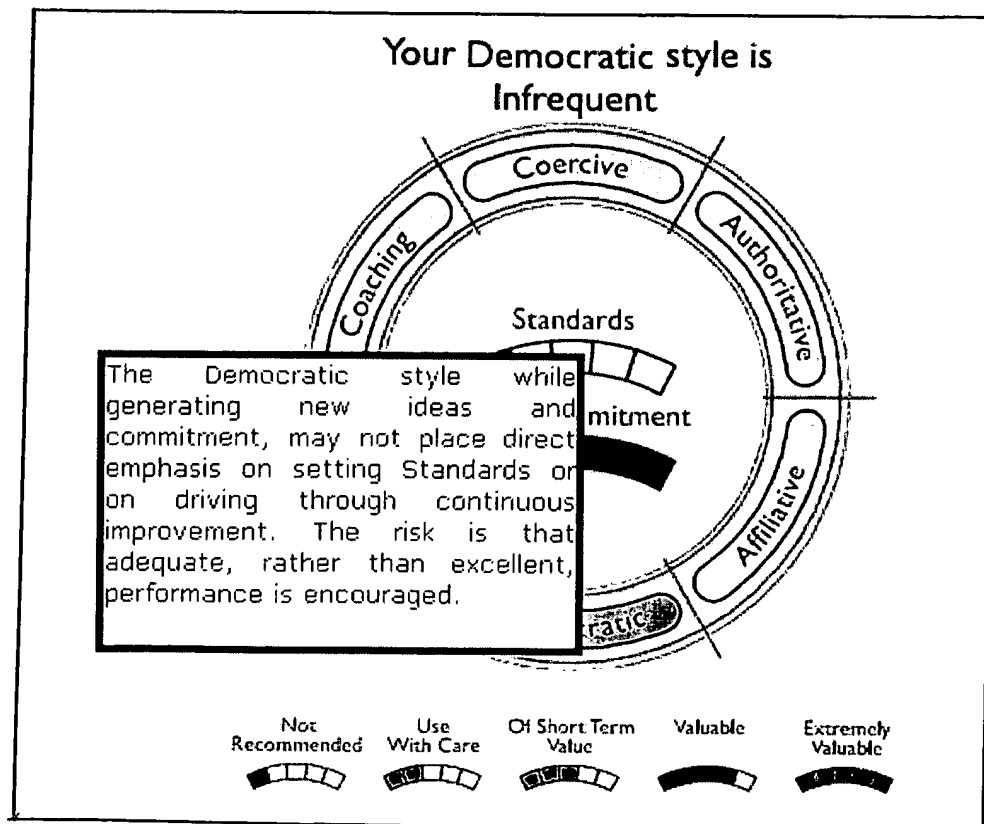 Your Democratic style is
Infrequent
Coercive
Coaching
Authoritative
Standards
The Democratic style while
generating new ideas and
commitment, may not place direct
emphasis on setting Standards or
on driving through continuous
improvement. The risk is that
adequate, rather than excellent,
performance is encouraged.
mitment
Affiliative
ratic
Not
Recommended
Use
With Care
Of Short Term
Value
Valuable
Extremely
Valuable